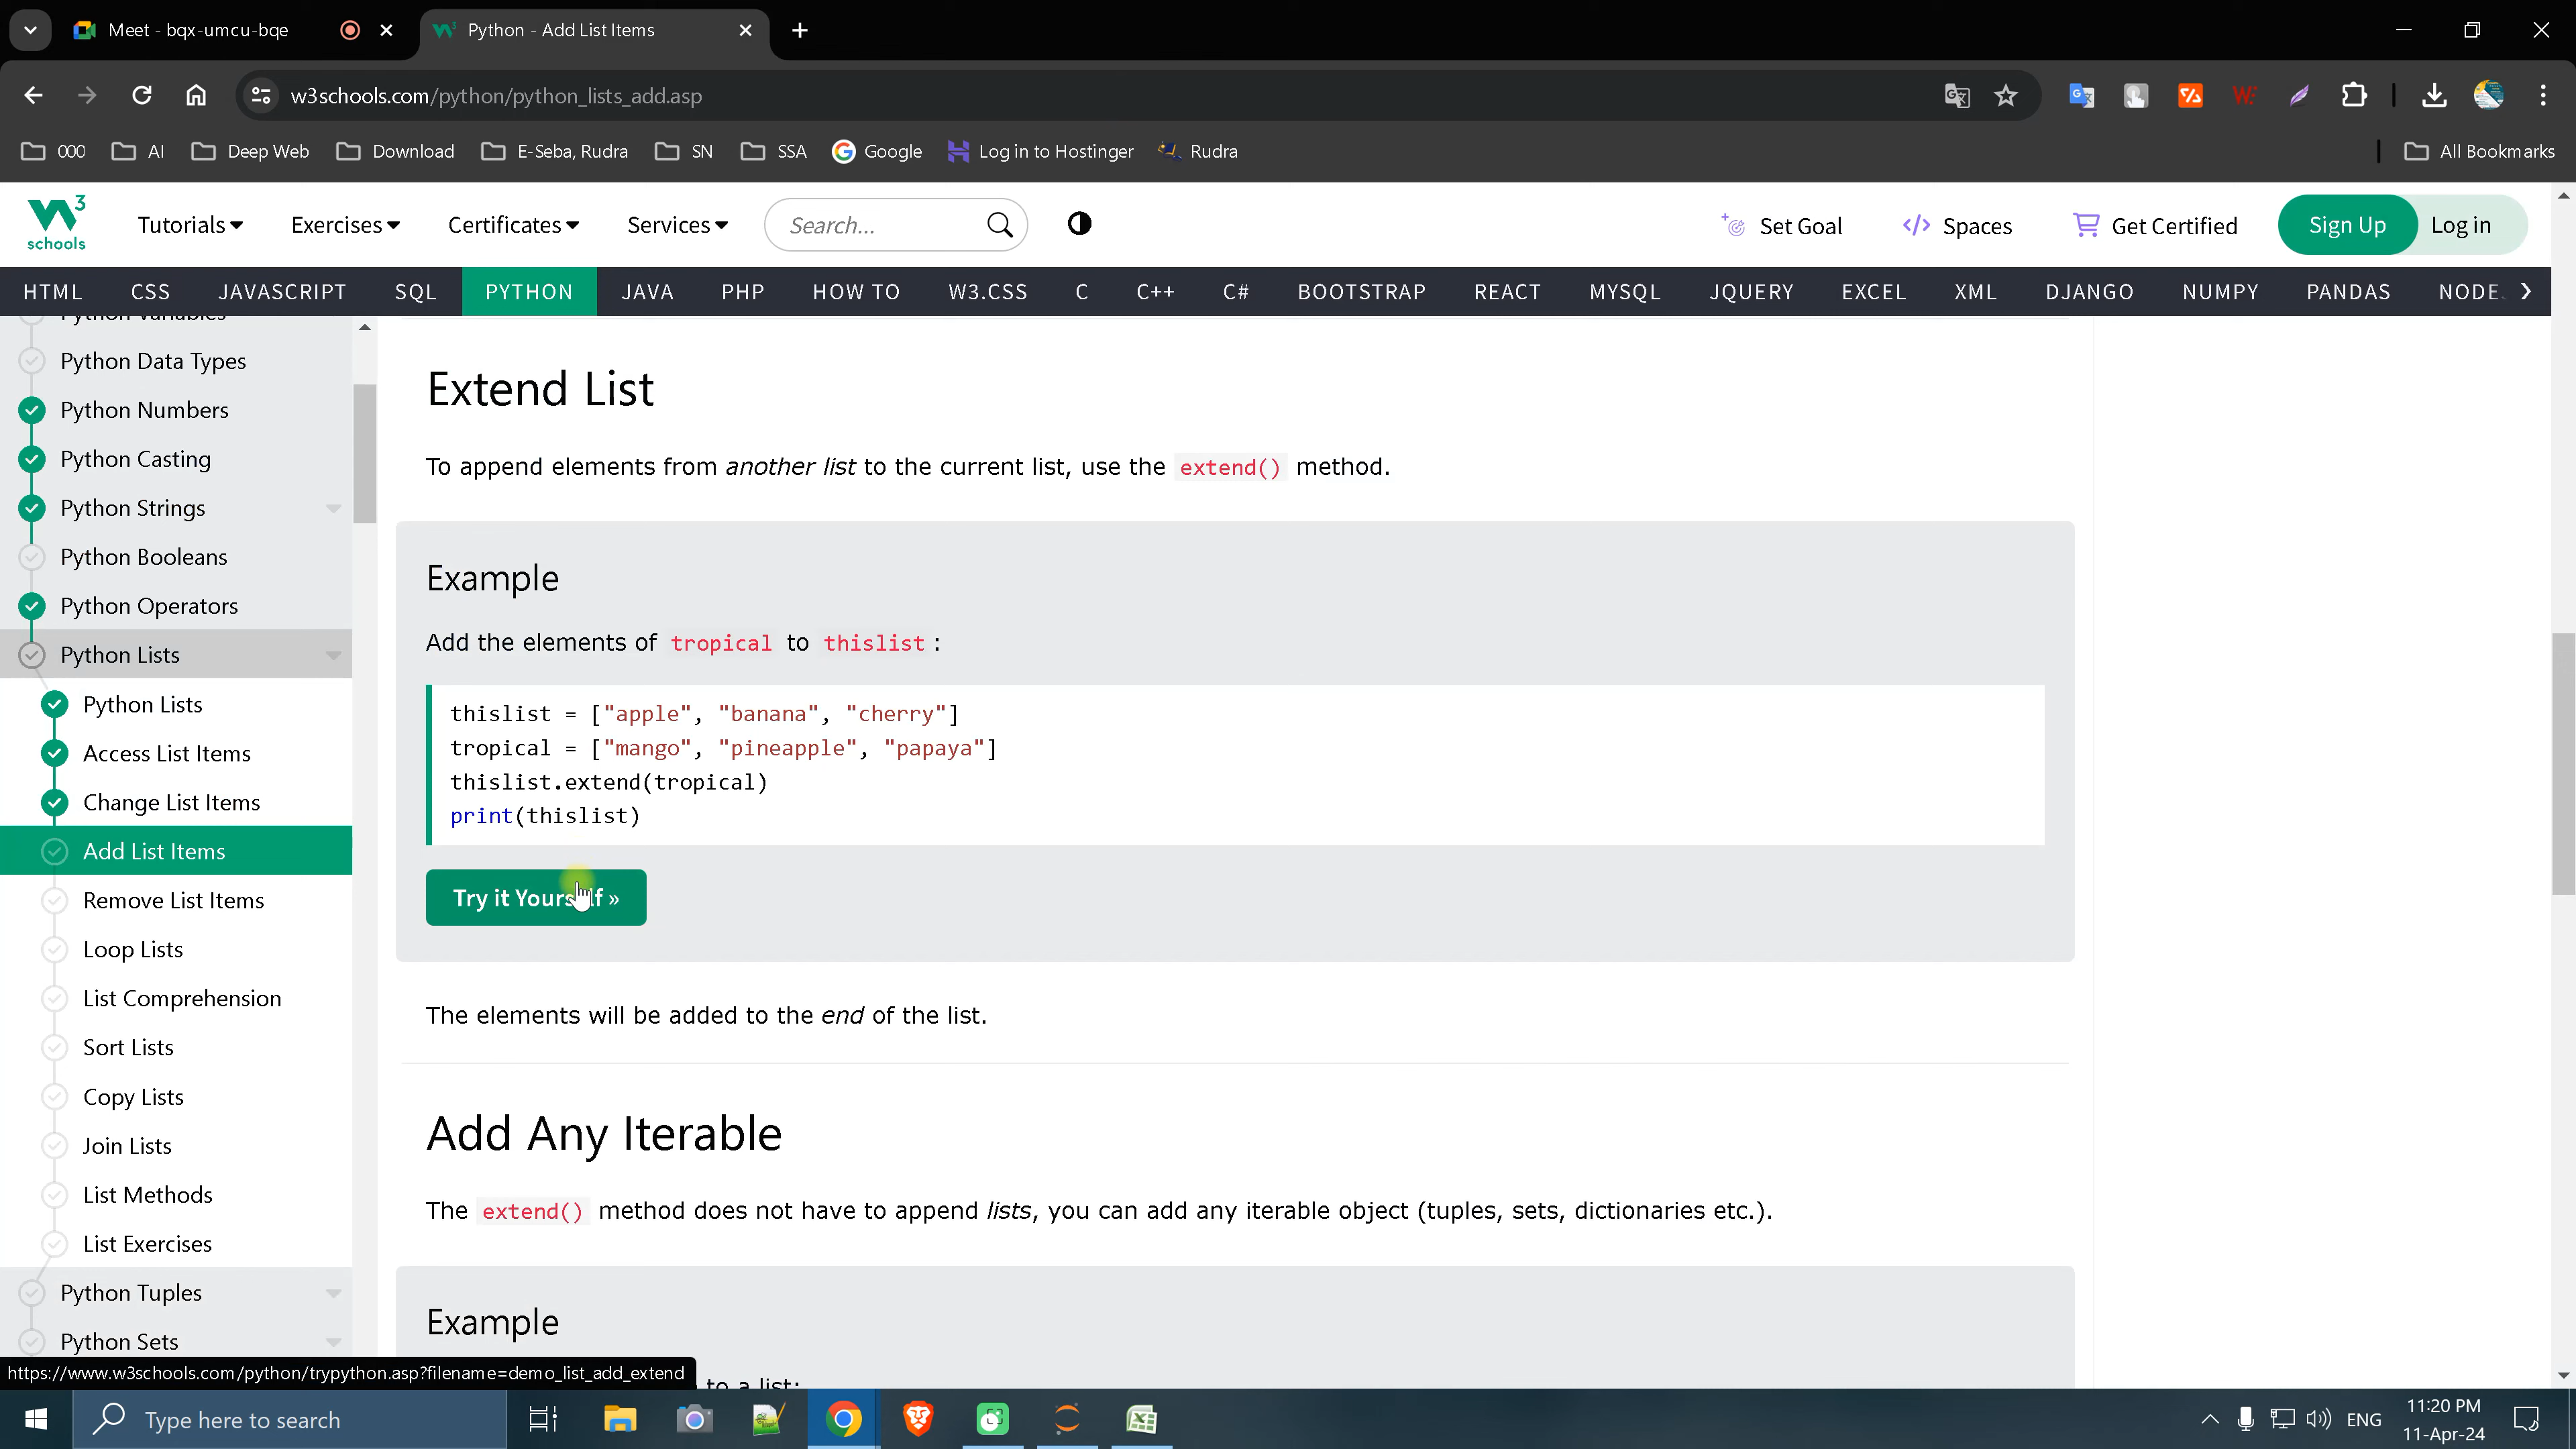 Meet - bqx-umcu-bqe
Python - Add List Items
w3schools.com/python/python_lists_add.asp
000
AI
Deep Web
Download
E-Seba, Rudra
SN
SSA
Google
Log in to Hostinger
Rudra
All Bookmarks
W3 schools
Tutorials
Exercises
Certificates
Services
Search...
Set Goal
Spaces
Get Certified
Sign Up
Log in
HTML
CSS
JAVASCRIPT
SQL
PYTHON
JAVA
PHP
HOW TO
W3.CSS
C
C++
C#
BOOTSTRAP
REACT
MYSQL
JQUERY
EXCEL
XML
DJANGO
NUMPY
PANDAS
NODE
Python Variables
Python Data Types
Python Numbers
Python Casting
Python Strings
Python Booleans
Python Operators
Python Lists
Python Lists
Access List Items
Change List Items
Add List Items
Remove List Items
Loop Lists
List Comprehension
Sort Lists
Copy Lists
Join Lists
List Methods
List Exercises
Python Tuples
Python Sets
Extend List
To append elements from another list to the current list, use the extend() method.
Example
Add the elements of tropical to thislist:
thislist = ["apple", "banana", "cherry"]
tropical = ["mango", "pineapple", "papaya"]
thislist.extend(tropical)
print(thislist)
Try it Yourself »
The elements will be added to the end of the list.
Add Any Iterable
The extend() method does not have to append lists, you can add any iterable object (tuples, sets, dictionaries etc.).
Example
to a list:
https://www.w3schools.com/python/trypython.asp?filename=demo_list_add_extend
Type here to search
ENG
11:20 PM
11-Apr-24